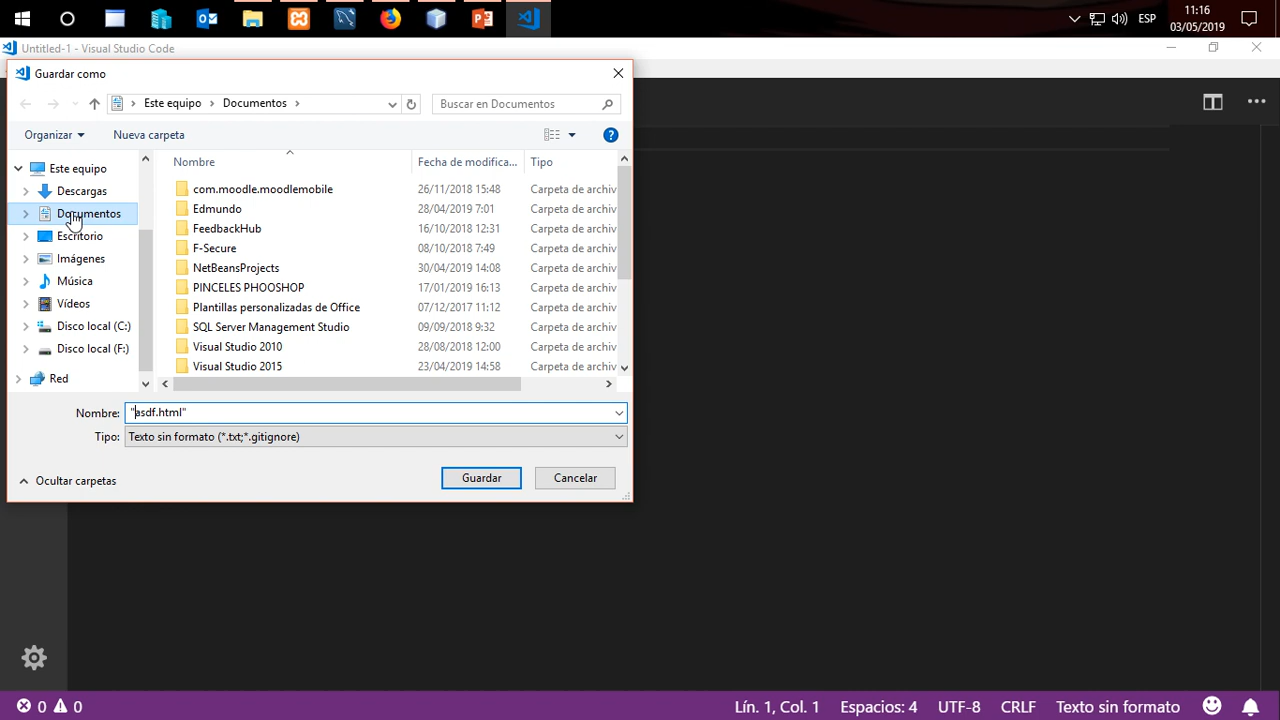 11:16
ESP
03/05/2019
Untitled-1 - Visual Studio Code
Guardar como
Este equipo > Documentos >
Buscar en Documentos
Organizar
Nueva carpeta
Este equipo
Descargas
Documentos
Escritorio
Imágenes
Música
Vídeos
Disco local (C:)
Disco local (F:)
Red
Nombre Fecha de modifica... Tipo
com.moodle.moodlemobile 26/11/2018 15:48 Carpeta de archiv
Edmundo 28/04/2019 7:01 Carpeta de archiv
FeedbackHub 16/10/2018 12:31 Carpeta de archiv
F-Secure 08/10/2018 7:49 Carpeta de archiv
NetBeansProjects 30/04/2019 14:08 Carpeta de archiv
PINCELES PHOOSHOP 17/01/2019 16:13 Carpeta de archiv
Plantillas personalizadas de Office 07/12/2017 11:12 Carpeta de archiv
SQL Server Management Studio 09/09/2018 9:32 Carpeta de archiv
Visual Studio 2010 28/08/2018 12:00 Carpeta de archiv
Visual Studio 2015 23/04/2019 14:58 Carpeta de archiv
Nombre: "asdf.html"
Tipo: Texto sin formato (*.txt;*.gitignore)
Ocultar carpetas
Guardar
Cancelar
0 0 Lín. 1, Col. 1 Espacios: 4 UTF-8 CRLF Texto sin formato